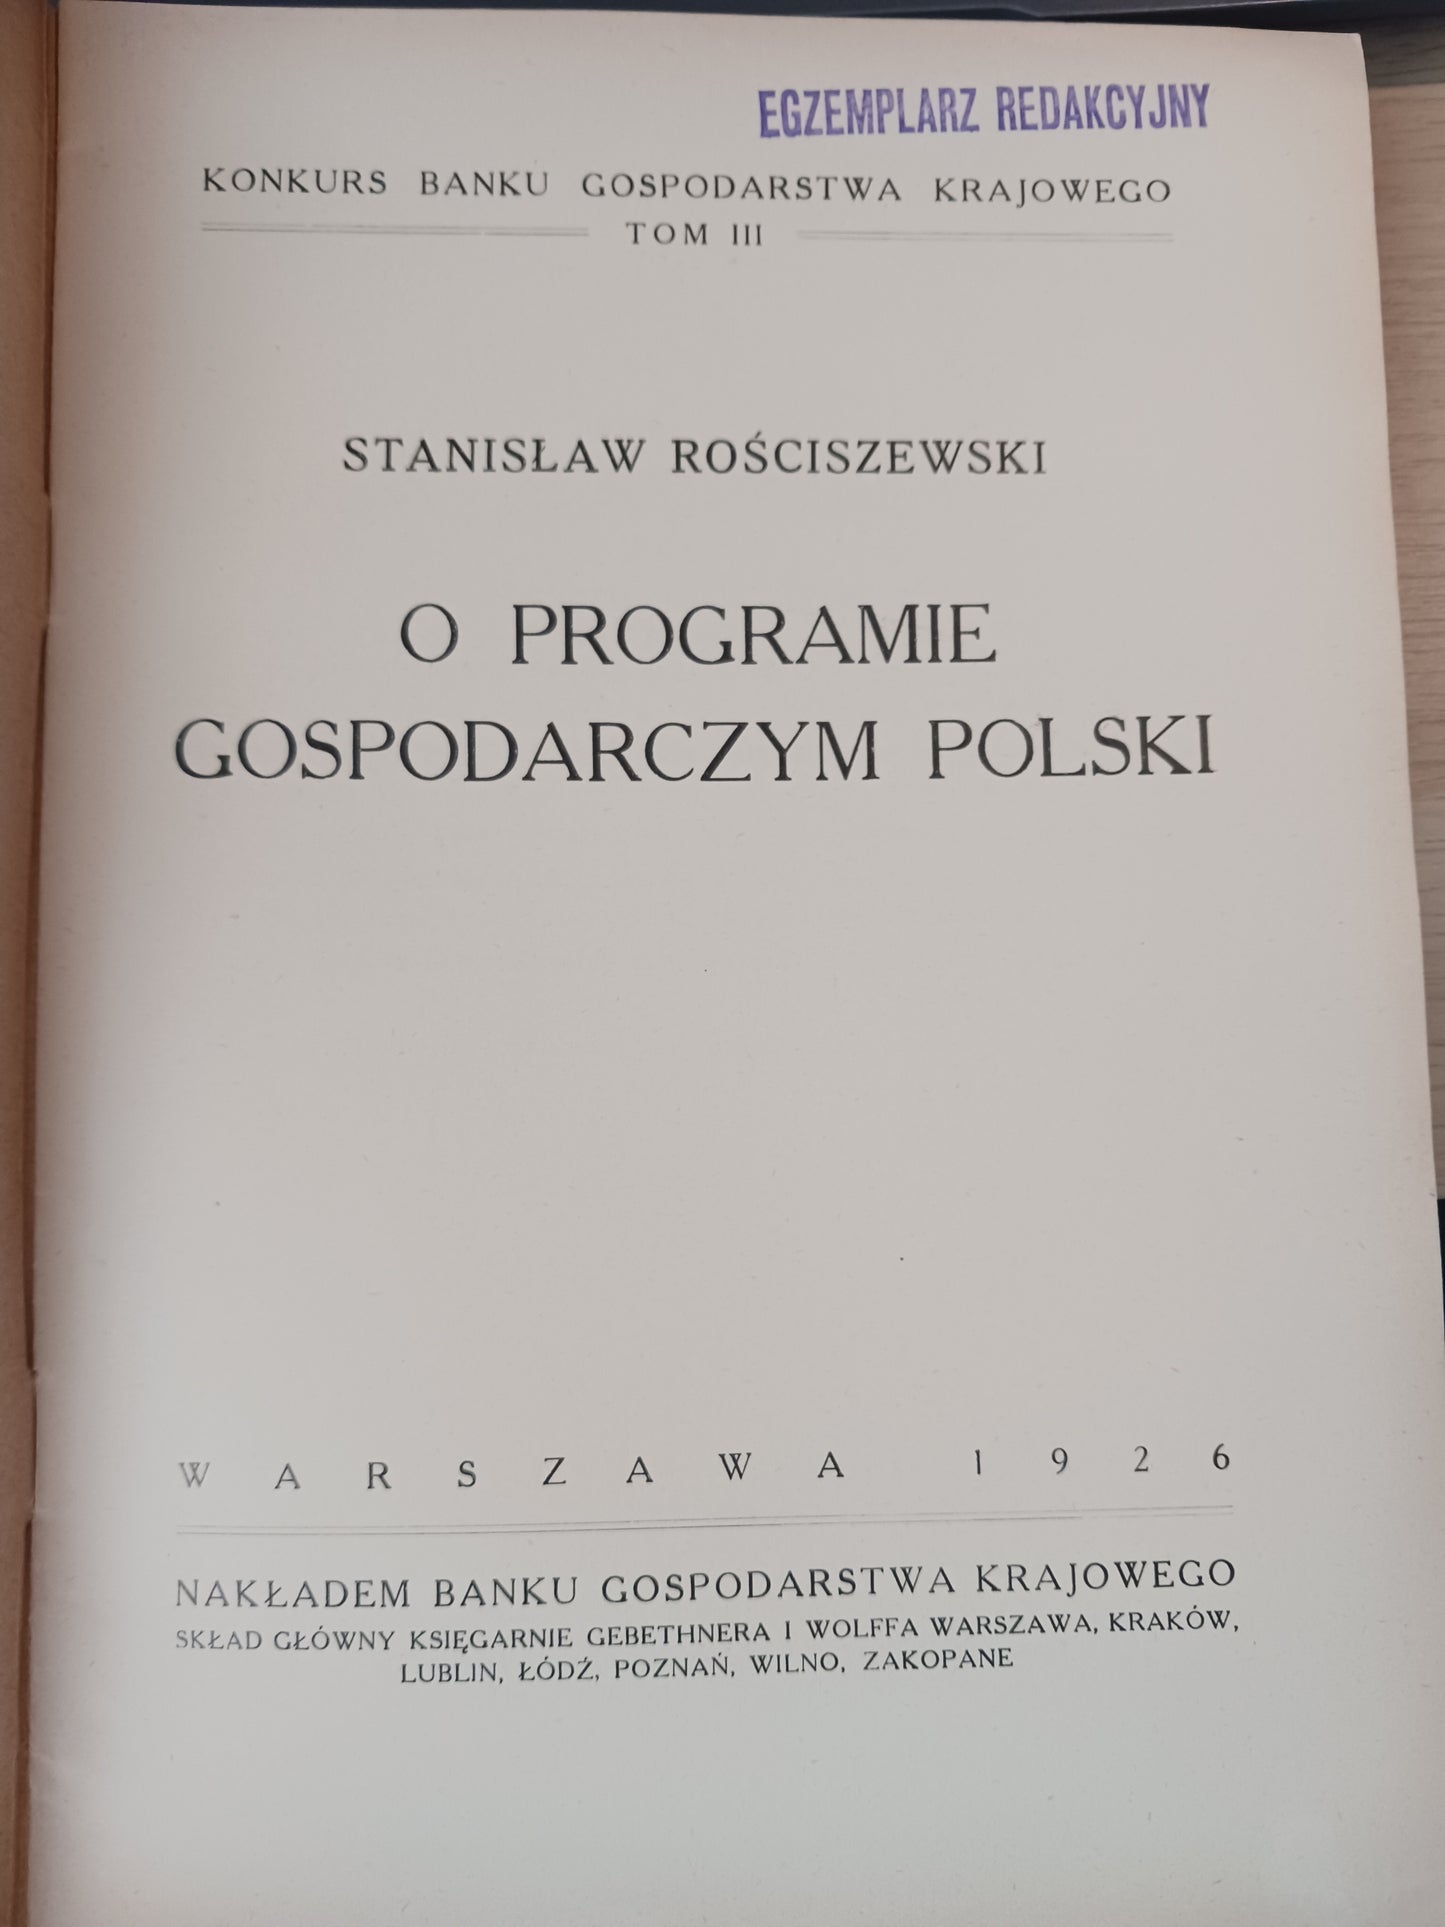 EGZEMPLARZ REDAKCYJNY
KONKURS BANKU GOSPODARSTWA KRAJOWEGO
TOM III
STANISŁAW ROŚCISZEWSKI
O PROGRAMIE
GOSPODARCZYM POLSKI
WARSZAWA 1926
NAKŁADEM BANKU GOSPODARSTWA KRAJOWEGO
SKŁAD GŁÓWNY KSIĘGARNIE GEBETHNERA I WOLFFA WARSZAWA, KRAKÓW,
LUBLIN, ŁÓDŹ, POZNAŃ, WILNO, ZAKOPANE